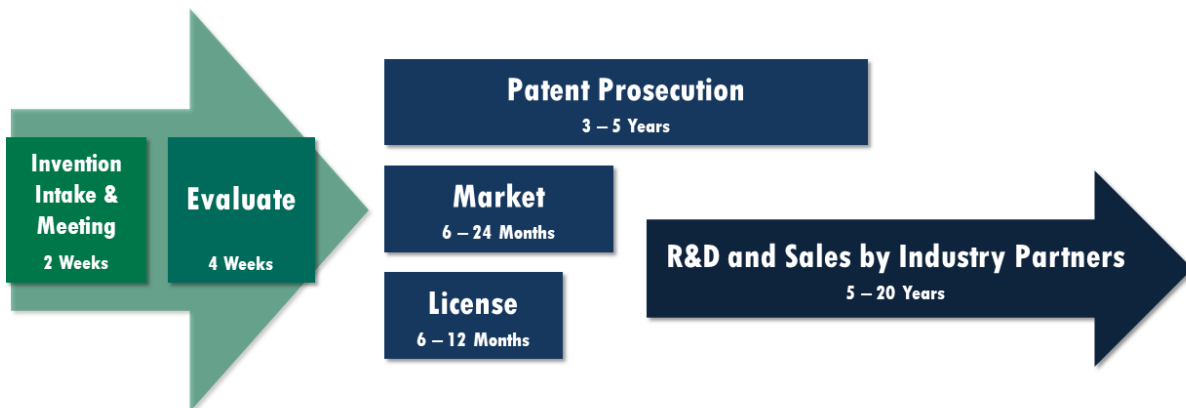 Invention
Intake &
Meeting
2 Weeks
Evaluate
4 Weeks
Patent Prosecution
3 – 5 Years
Market
6 – 24 Months
License
6 – 12 Months
R&D and Sales by Industry Partners
5 – 20 Years